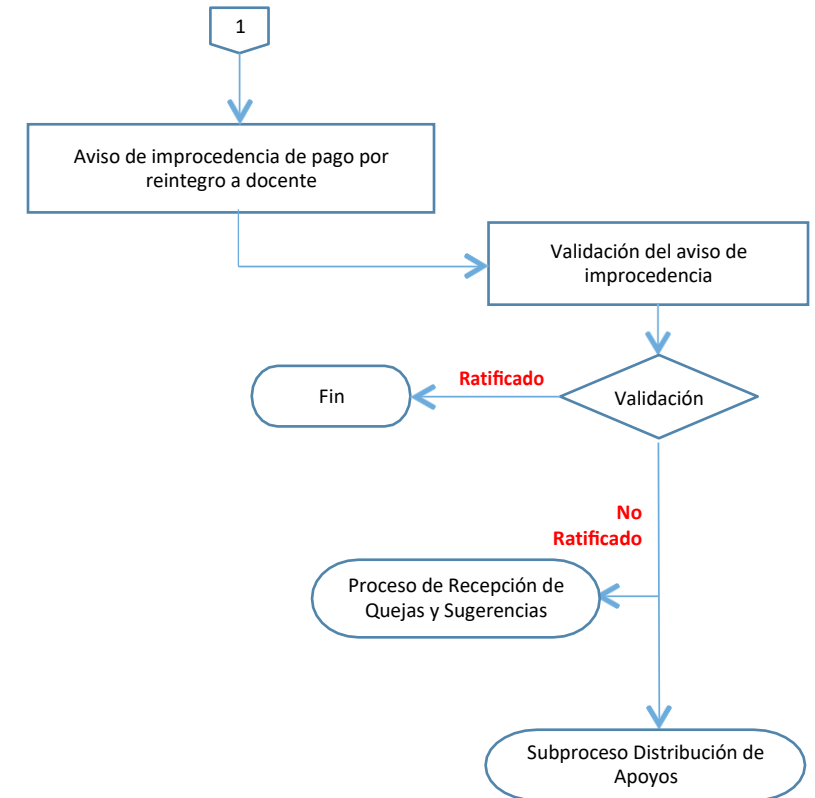 1
Aviso de improcedencia de pago por
reintegro a docente
Validación del aviso de
improcedencia
Ratificado
Fin
Validación
No
Ratificado
Proceso de Recepción de
Quejas y Sugerencias
Subproceso Distribución de
Apoyos